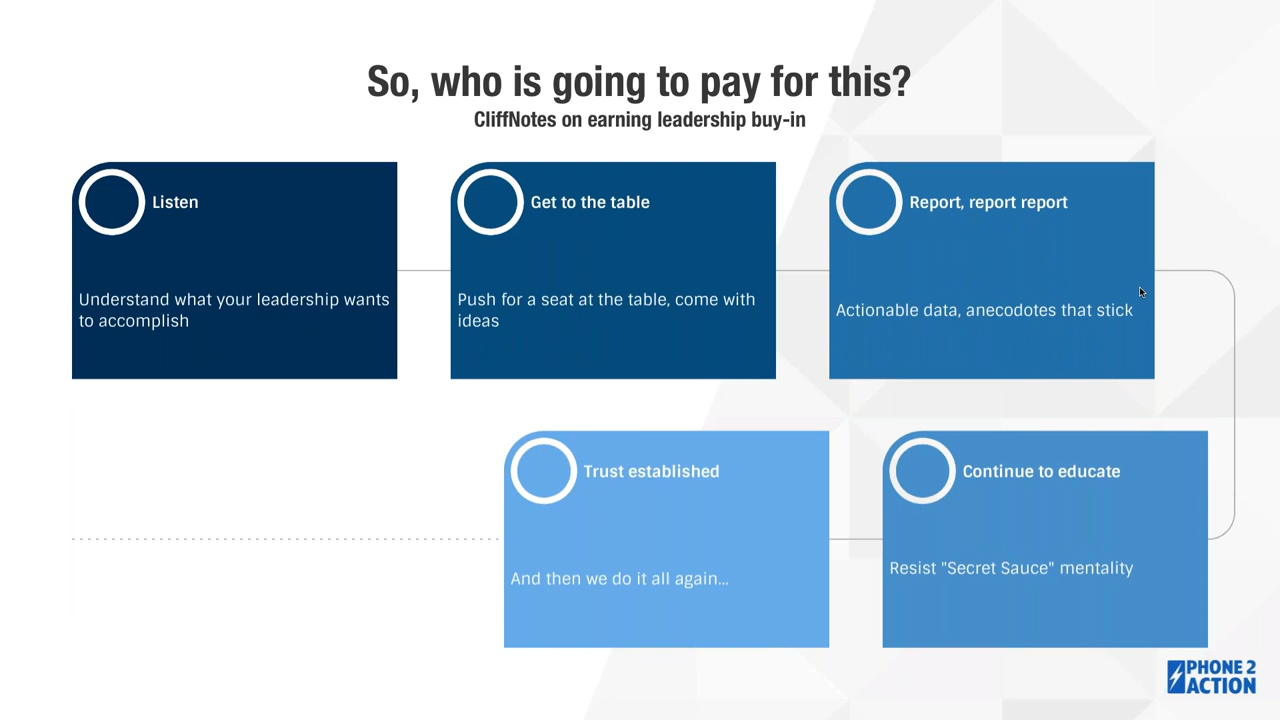 So, who is going to pay for this?
CliffNotes on earning leadership buy-in
Listen
Understand what your leadership wants
to accomplish
Get to the table
Push for a seat at the table, come with
ideas
Report, report report
Actionable data, anecodotes that stick
Continue to educate
Resist "Secret Sauce" mentality
Trust established
And then we do it all again...
PHONE 2
ACTION